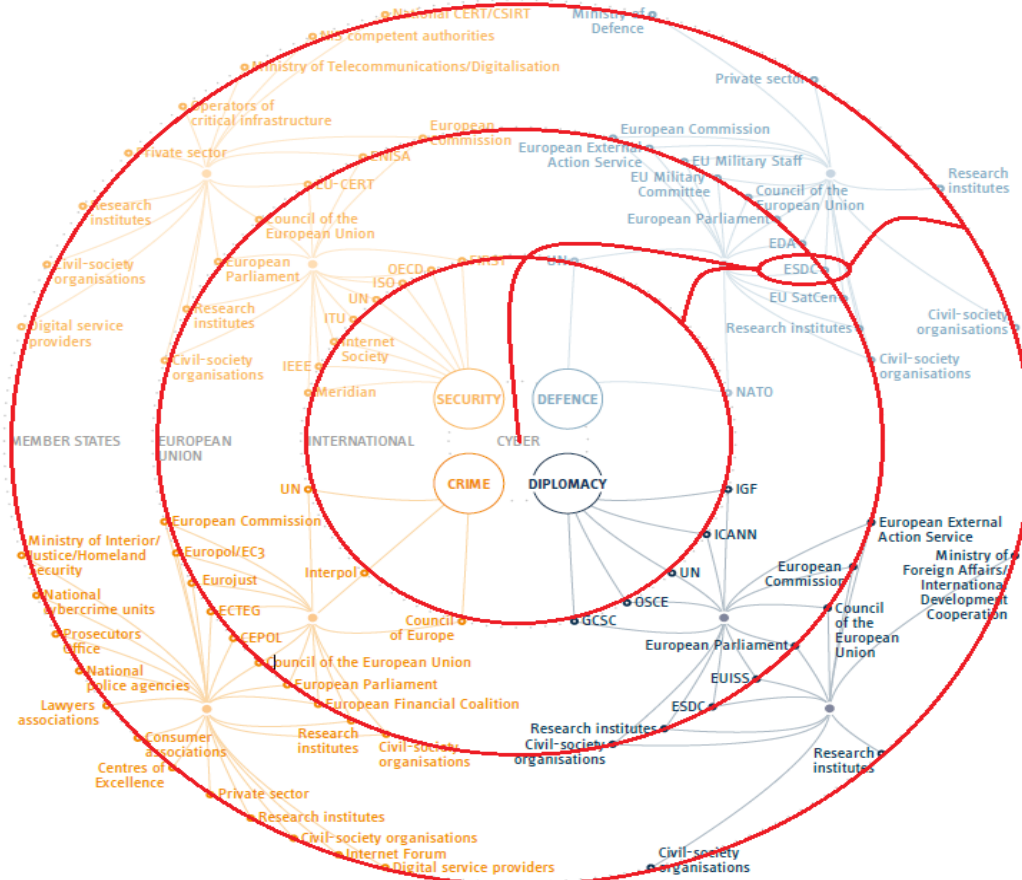 National CERT/CSIRT
NIS competent authorities
Ministry of Telecommunications/Digitalisation
Operators of
critical infrastructure
Private sector
Research
institutes
Civil-society
organisations
Digital service
providers
European
Commission
ENISA
EU-CERT
Council of the
European Union
European
Parliament
Research
institutes
Civil-society
organisations
FIRST
OECD
ISO
UN
ITU
Internet
Society
IEEE
Meridian
SECURITY
Ministry of
Defence
Private sector
Research
institutes
Civil-society
organisations
European Commission
European External
Action Service
EU Military Staff
EU Military
Committee
Council of the
European Union
European Parliament
EDA
ESDC
EU SatCen
Research institutes
Civil-society
organisations
UN
NATO
DEFENCE
MEMBER STATES
EUROPEAN
UNION
INTERNATIONAL
CYBER
CRIME
UN
Interpol
Council
of Europe
European Commission
Europol/EC3
Eurojust
ECTEG
CEPOL
Council of the European Union
European Parliament
European Financial Coalition
Research
institutes
Civil-society
organisations
Ministry of Interior/
Justice/Homeland
Security
National
cybercrime units
Prosecutors
Office
National
police agencies
Lawyers
associations
Consumer
associations
Centres of
Excellence
Private sector
Research institutes
Civil-society organisations
Internet Forum
Digital service providers
DIPLOMACY
IGF
ICANN
UN
OSCE
GCSC
European External
Action Service
European
Commission
Council
of the
European
Union
European Parliament
EUISS
ESDC
Research institutes
Civil-society
organisations
Ministry of
Foreign Affairs/
International
Development
Cooperation
Research
institutes
Civil-society
organisations